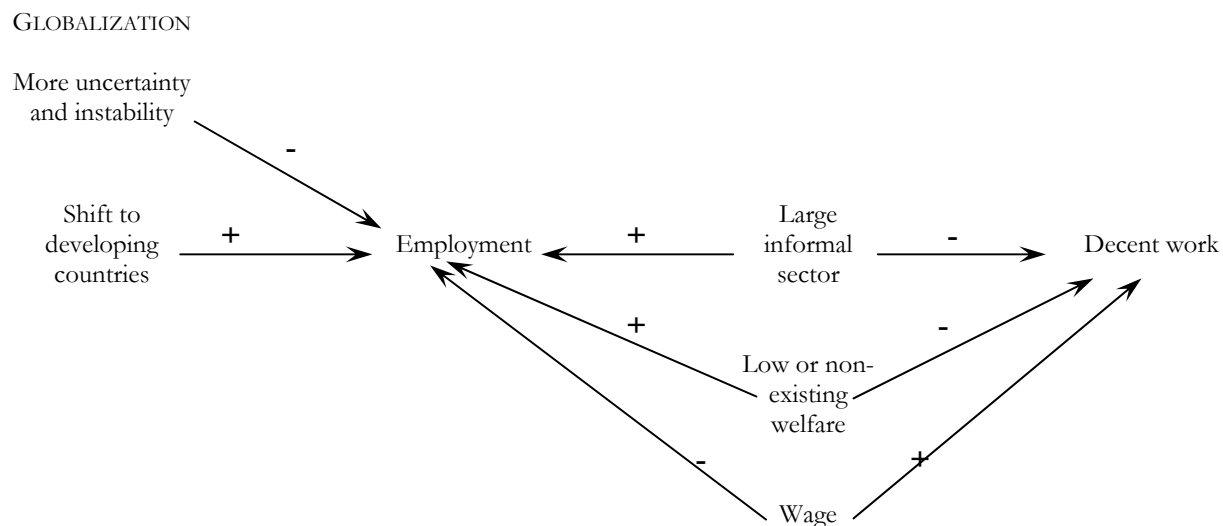 GLOBALIZATION
More uncertainty
and instability
-
Shift to
developing
countries
+
Employment
+
Large
informal
sector
-
Decent work
+
-
Low or non-
existing
welfare
-
+
Wage